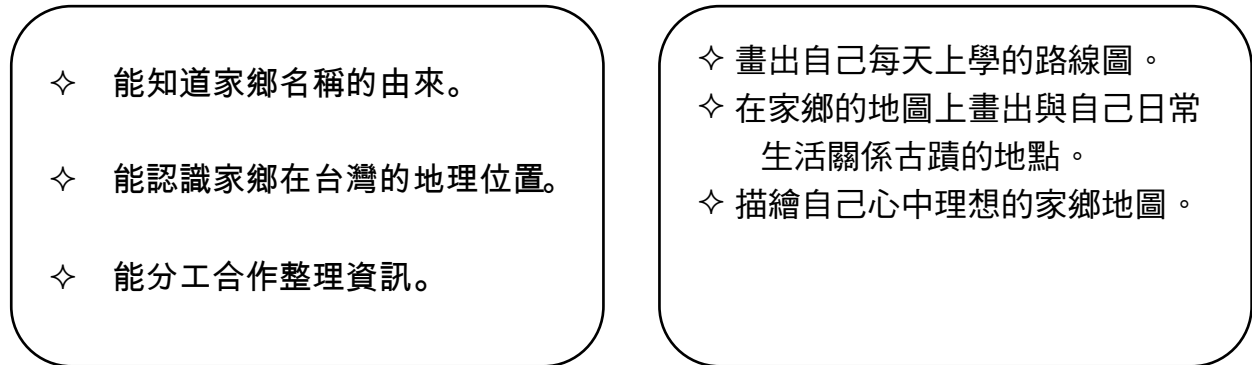 ✧ 能知道家鄉名稱的由來。
✧ 能認識家鄉在台灣的地理位置。
✧ 能分工合作整理資訊。
✧ 畫出自己每天上學的路線圖。
✧ 在家鄉的地圖上畫出與自己日常
生活關係古蹟的地點。
✧ 描繪自己心中理想的家鄉地圖。